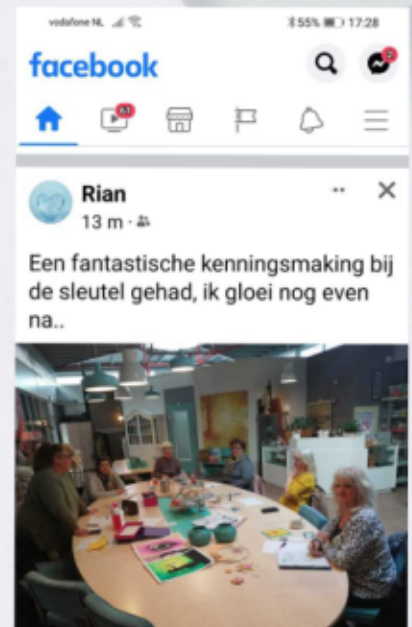 vodafone NL
55% 17:28
facebook
2
61
Rian
13 m ·
Een fantastische kenningsmaking bij
de sleutel gehad, ik gloei nog even
na..